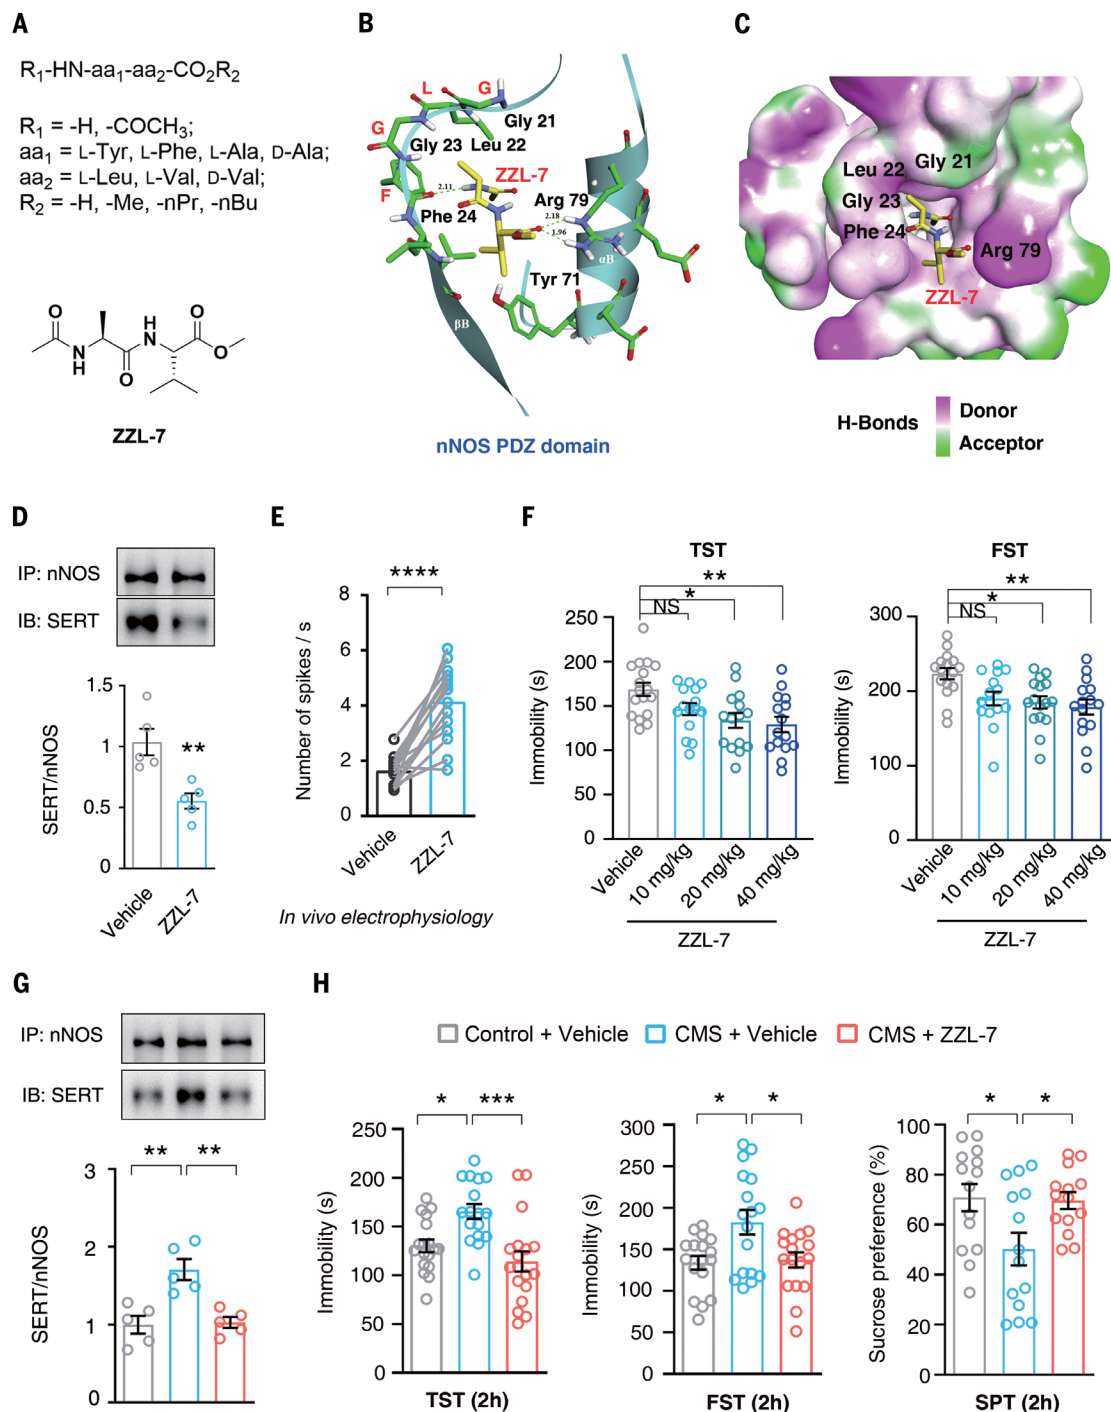 A
R1-HN-aa1-aa2-CO2R2
R1 = -H, -COCH3;
aa1 = L-Tyr, L-Phe, L-Ala, D-Ala;
aa2 = L-Leu, L-Val, D-Val;
R2 = -H, -Me, -nPr, -nBu
O
H
N
O
N
H
O
O
ZZL-7
B
L
G
G
F
Gly 21
Gly 23
Leu 22
ZZL-7
2.11
Arg 79
2.18
1.96
Phe 24
αB
Tyr 71
βB
nNOS PDZ domain
C
Leu 22
Gly 21
Gly 23
Phe 24
Arg 79
ZZL-7
H-Bonds
Donor
Acceptor
D
IP: nNOS
IB: SERT
SERT/nNOS
1.5
1
0.5
0
**
Vehicle
ZZL-7
E
****
Number of spikes / s
8
6
4
2
0
Vehicle
ZZL-7
In vivo electrophysiology
F
TST
**
*
NS
Immobility (s)
250
200
150
100
50
0
Vehicle
10 mg/kg
20 mg/kg
40 mg/kg
ZZL-7
FST
**
*
NS
Immobility (s)
300
200
100
0
Vehicle
10 mg/kg
20 mg/kg
40 mg/kg
ZZL-7
G
IP: nNOS
IB: SERT
** **
SERT/nNOS
3
2
1
0
H
Control + Vehicle
CMS + Vehicle
CMS + ZZL-7
* ***
Immobility (s)
250
200
150
100
50
0
TST (2h)
* *
Immobility (s)
300
250
200
150
100
50
0
FST (2h)
* *
Sucrose preference (%)
100
80
60
40
20
0
SPT (2h)